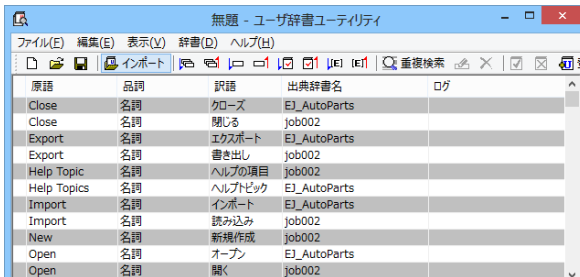 無題 - ユーザ辞書ユーティリティ
ファイル(F) 編集(E) 表示(V) 辞書(D) ヘルプ(H)
インポート 重複検索
原語 品詞 訳語 出典辞書名 ログ
Close 名詞 クローズ EJ_AutoParts
Close 名詞 閉じる job002
Export 名詞 エクスポート EJ_AutoParts
Export 名詞 書き出し job002
Help Topic 名詞 ヘルプの項目 job002
Help Topics 名詞 ヘルプトピック EJ_AutoParts
Import 名詞 インポート EJ_AutoParts
Import 名詞 読み込み job002
New 名詞 新規作成 job002
Open 名詞 オープン EJ_AutoParts
Open 名詞 開く job002